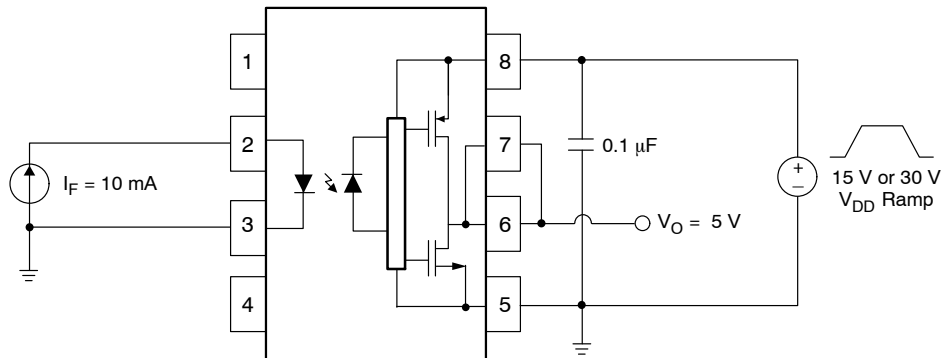 1
8
2
7
0.1 μF
+
–
15 V or 30 V
V_DD Ramp
I_F = 10 mA
3
6
V_O = 5 V
4
5